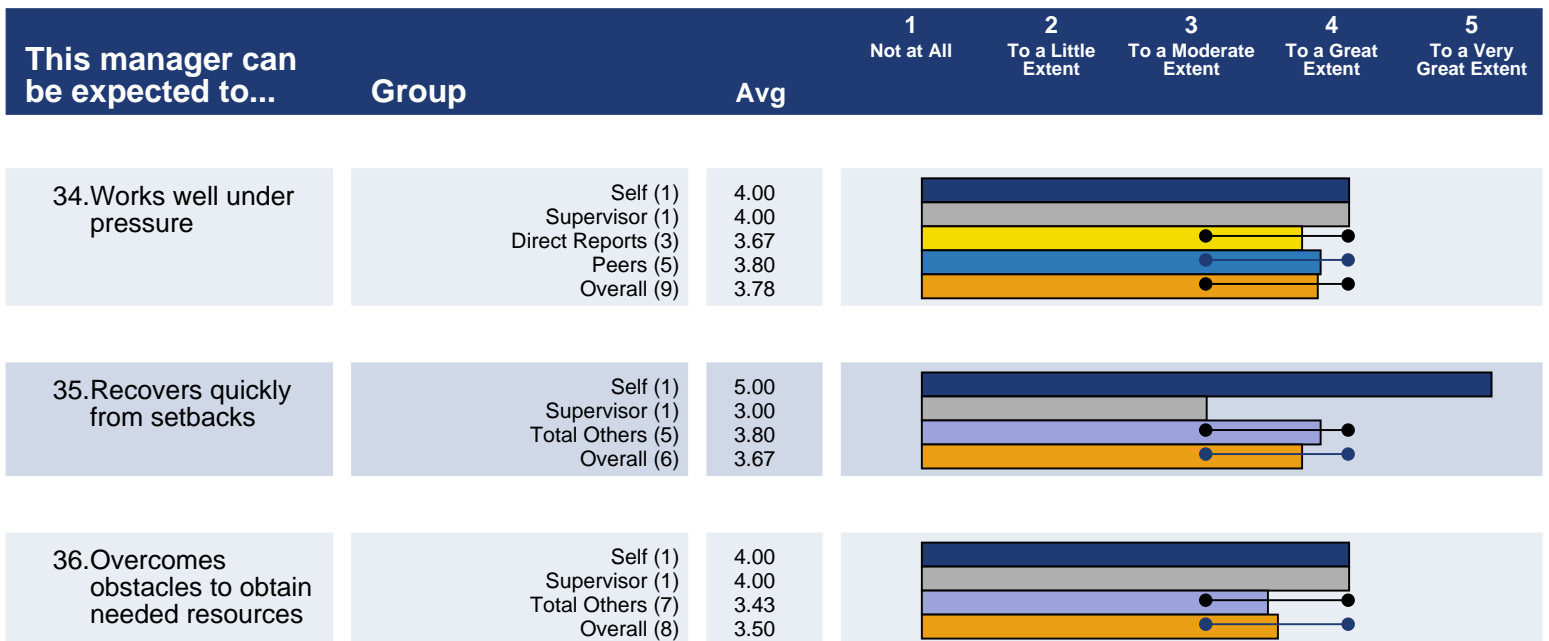 This manager can
be expected to...
Group
Avg
1
Not at All
2
To a Little
Extent
3
To a Moderate
Extent
4
To a Great
Extent
5
To a Very
Great Extent
34.Works well under
pressure
Self (1) 4.00
Supervisor (1) 4.00
Direct Reports (3) 3.67
Peers (5) 3.80
Overall (9) 3.78
35.Recovers quickly
from setbacks
Self (1) 5.00
Supervisor (1) 3.00
Total Others (5) 3.80
Overall (6) 3.67
36.Overcomes
obstacles to obtain
needed resources
Self (1) 4.00
Supervisor (1) 4.00
Total Others (7) 3.43
Overall (8) 3.50